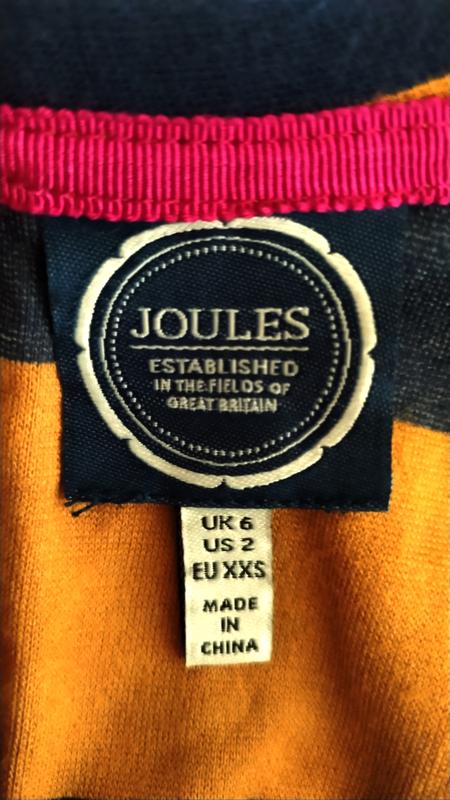 JOULES
ESTABLISHED
IN THE FIELDS OF
GREAT BRITAIN
UK 6
US 2
EU XXS
MADE
IN
CHINA